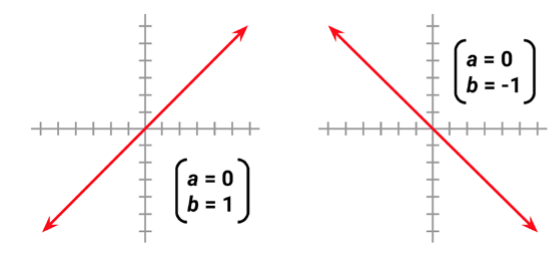 a = 0
b = 1
a = 0
b = -1